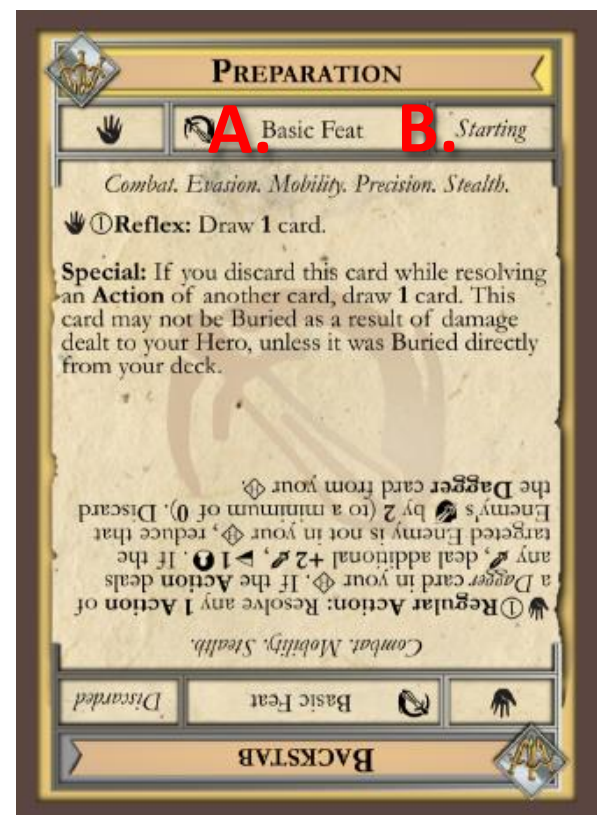 PREPARATION
A. Basic Feat B. Starting
Combat. Evasion. Mobility. Precision. Stealth.
①Reflex: Draw 1 card.
Special: If you discard this card while resolving
an Action of another card, draw 1 card. This
card may not be Buried as a result of damage
dealt to your Hero, unless it was Buried directly
from your deck.
BACKSTAB
Basic Feat Discarded
Combat. Mobility. Stealth.
①Regular Action: Resolve any 1 Action of
a Dagger card in your . If the Action deals
any , deal additional +2 , 1 . If the
targeted Enemy is not in your , reduce that
Enemy's by 2 (to a minimum of 0). Discard
the Dagger card from your .